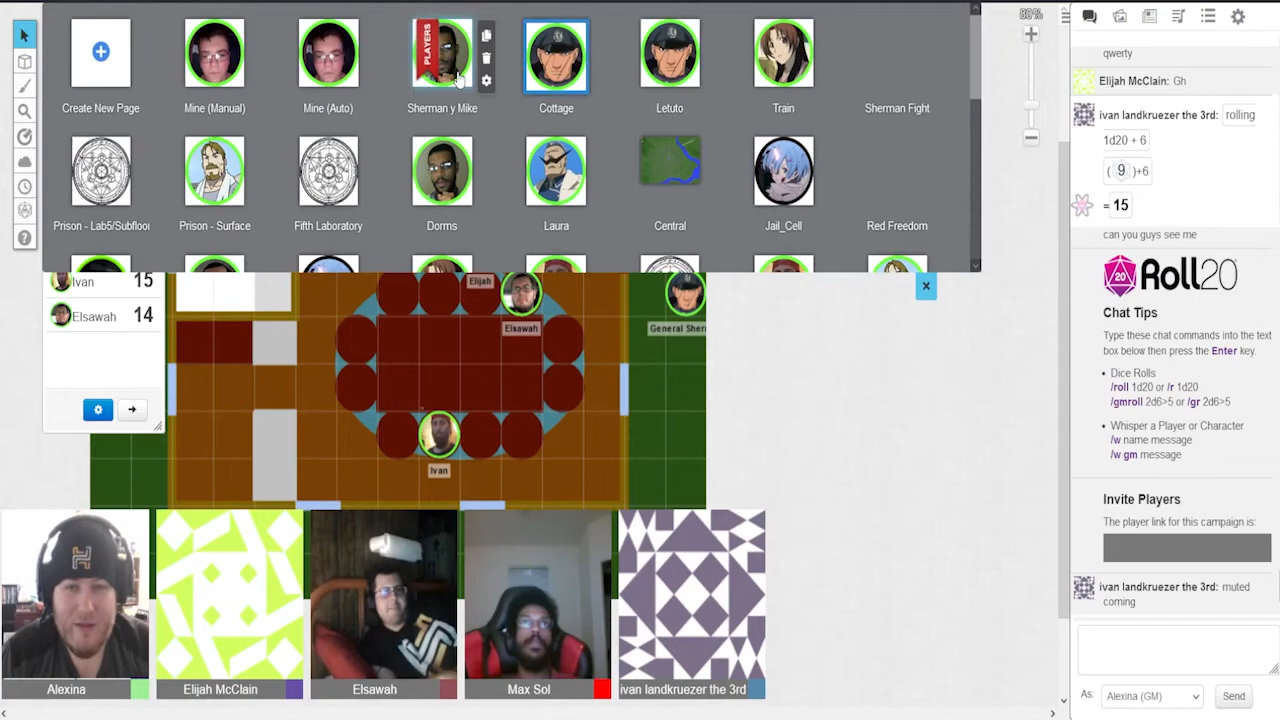 PLAYERS
Create New Page
Mine (Manual)
Mine (Auto)
Sherman y Mike
Cottage
Letuto
Train
Sherman Fight
Prison - Lab5/Subfloo
Prison - Surface
Fifth Laboratory
Dorms
Laura
Central
Jail_Cell
Red Freedom
Ivan 15
Elsawah 14
Elijah
Elsawah
General Sher
Ivan
Alexina
Elijah McClain
Elsawah
Max Sol
ivan landkruezer the 3rd
80%
qwerty
Elijah McClain: Gh
ivan landkruezer the 3rd: rolling
1d20 + 6
(9)+6
= 15
can you guys see me
20 Roll20
Chat Tips
Type these chat commands into the text
box below then press the Enter key.
• Dice Rolls
/roll 1d20 or /r 1d20
/gmroll 2d6>5 or /gr 2d6>5
• Whisper a Player or Character
/w name message
/w gm message
Invite Players
The player link for this campaign is:
ivan landkruezer the 3rd: muted
coming
As: Alexina (GM) Send